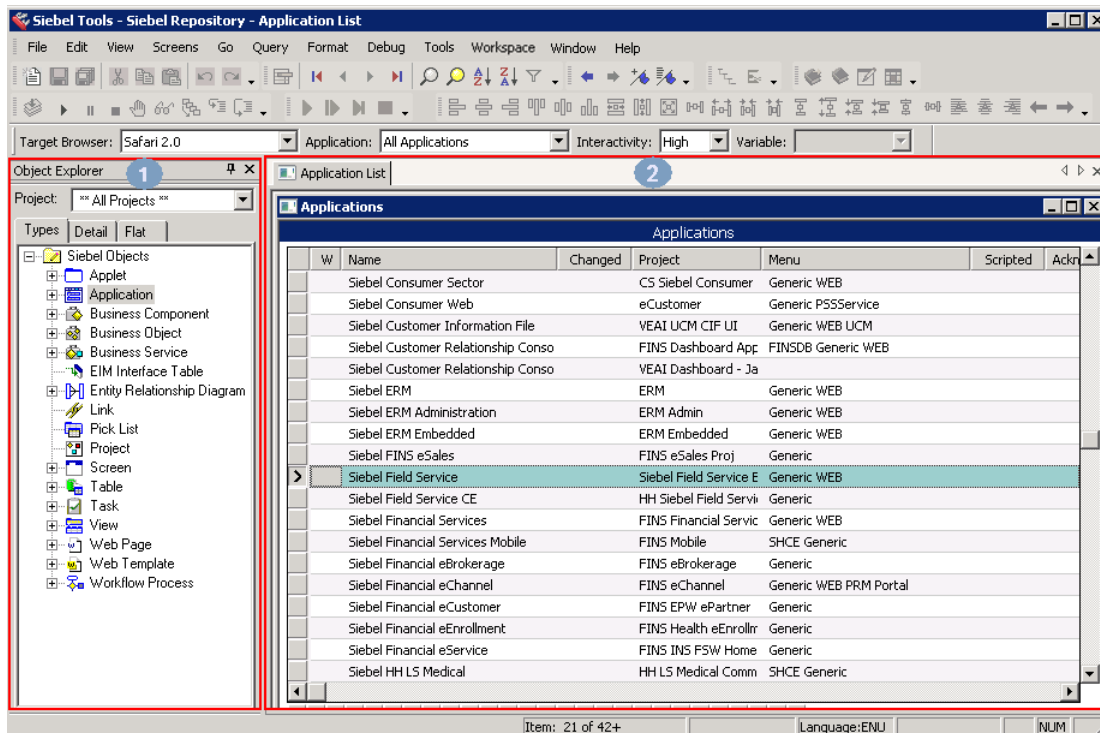 Siebel Tools - Siebel Repository - Application List
File Edit View Screens Go Query Format Debug Tools Workspace Window Help
Target Browser: Safari 2.0 Application: All Applications Interactivity: High Variable:
Object Explorer 1
Project: ** All Projects **
Types Detail Flat
Siebel Objects
Applet
Application
Business Component
Business Object
Business Service
EIM Interface Table
Entity Relationship Diagram
Link
Pick List
Project
Screen
Table
Task
View
Web Page
Web Template
Workflow Process
Application List 2
Applications
Applications
W Name Changed Project Menu Scripted Ackn
Siebel Consumer Sector CS Siebel Consumer Generic WEB
Siebel Consumer Web eCustomer Generic PSSService
Siebel Customer Information File VEAI UCM CIF UI Generic WEB UCM
Siebel Customer Relationship Conso FINS Dashboard App FINSDB Generic WEB
Siebel Customer Relationship Conso VEAI Dashboard - Ja
Siebel ERM ERM Generic WEB
Siebel ERM Administration ERM Admin Generic WEB
Siebel ERM Embedded ERM Embedded Generic WEB
Siebel FINS eSales FINS eSales Proj Generic
Siebel Field Service Siebel Field Service E Generic WEB
Siebel Field Service CE HH Siebel Field Servi Generic
Siebel Financial Services FINS Financial Servic Generic WEB
Siebel Financial Services Mobile FINS Mobile SHCE Generic
Siebel Financial eBrokerage FINS eBrokerage Generic
Siebel Financial eChannel FINS eChannel Generic WEB PRM Portal
Siebel Financial eCustomer FINS EPW ePartner Generic
Siebel Financial eEnrollment FINS Health eEnrollm Generic
Siebel Financial eService FINS INS FSW Home Generic
Siebel HH LS Medical HH LS Medical Comm SHCE Generic
Item: 21 of 42+ Language:ENU NUM